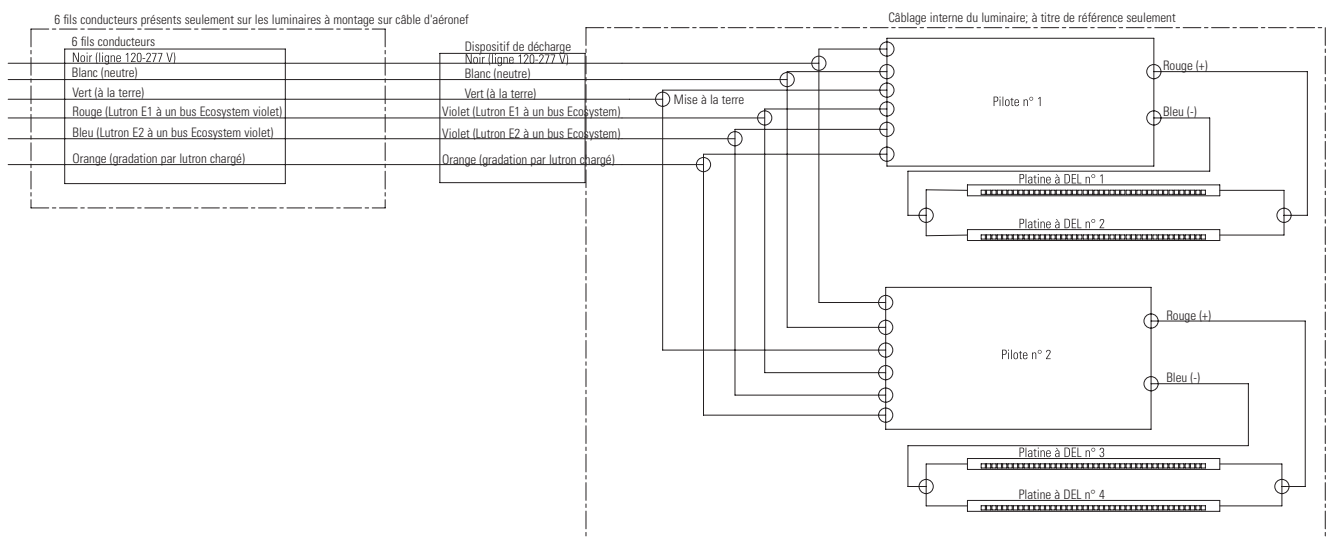 6 fils conducteurs présents seulement sur les luminaires à montage sur câble d'aéronef
Câblage interne du luminaire; à titre de référence seulement
6 fils conducteurs
Noir (ligne 120-277 V)
Blanc (neutre)
Vert (à la terre)
Rouge (Lutron E1 à un bus Ecosystem violet)
Bleu (Lutron E2 à un bus Ecosystem violet)
Orange (gradation par lutron chargé)
Dispositif de décharge
Noir (ligne 120-277 V)
Blanc (neutre)
Vert (à la terre)
Violet (Lutron E1 à un bus Ecosystem)
Violet (Lutron E2 à un bus Ecosystem)
Orange (gradation par lutron chargé)
Mise à la terre
Pilote n° 1
Rouge (+)
Bleu (-)
Platine à DEL n° 1
Platine à DEL n° 2
Pilote n° 2
Rouge (+)
Bleu (-)
Platine à DEL n° 3
Platine à DEL n° 4